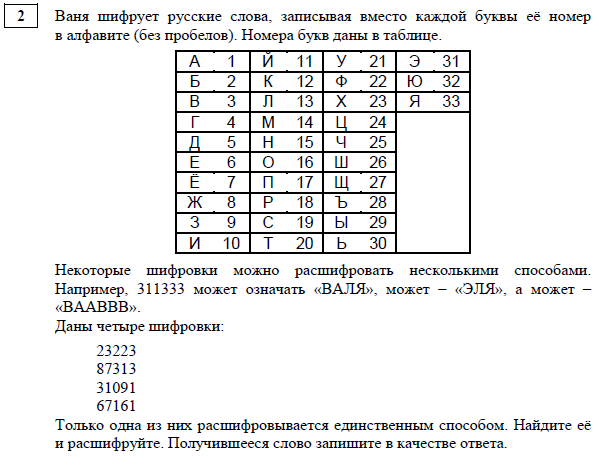 2
Ваня шифрует русские слова, записывая вместо каждой буквы её номер
в алфавите (без пробелов). Номера букв даны в таблице.
А 1 Й 11 У 21 Э 31
Б 2 К 12 Ф 22 Ю 32
В 3 Л 13 Х 23 Я 33
Г 4 М 14 Ц 24
Д 5 Н 15 Ч 25
Е 6 О 16 Ш 26
Ё 7 П 17 Щ 27
Ж 8 Р 18 Ъ 28
З 9 С 19 Ы 29
И 10 Т 20 Ь 30
Некоторые шифровки можно расшифровать несколькими способами.
Например, 311333 может означать «ВАЛЯ», может – «ЭЛЯ», а может –
«ВААВВВ».
Даны четыре шифровки:
23223
87313
31091
67161
Только одна из них расшифровывается единственным способом. Найдите её
и расшифруйте. Получившееся слово запишите в качестве ответа.